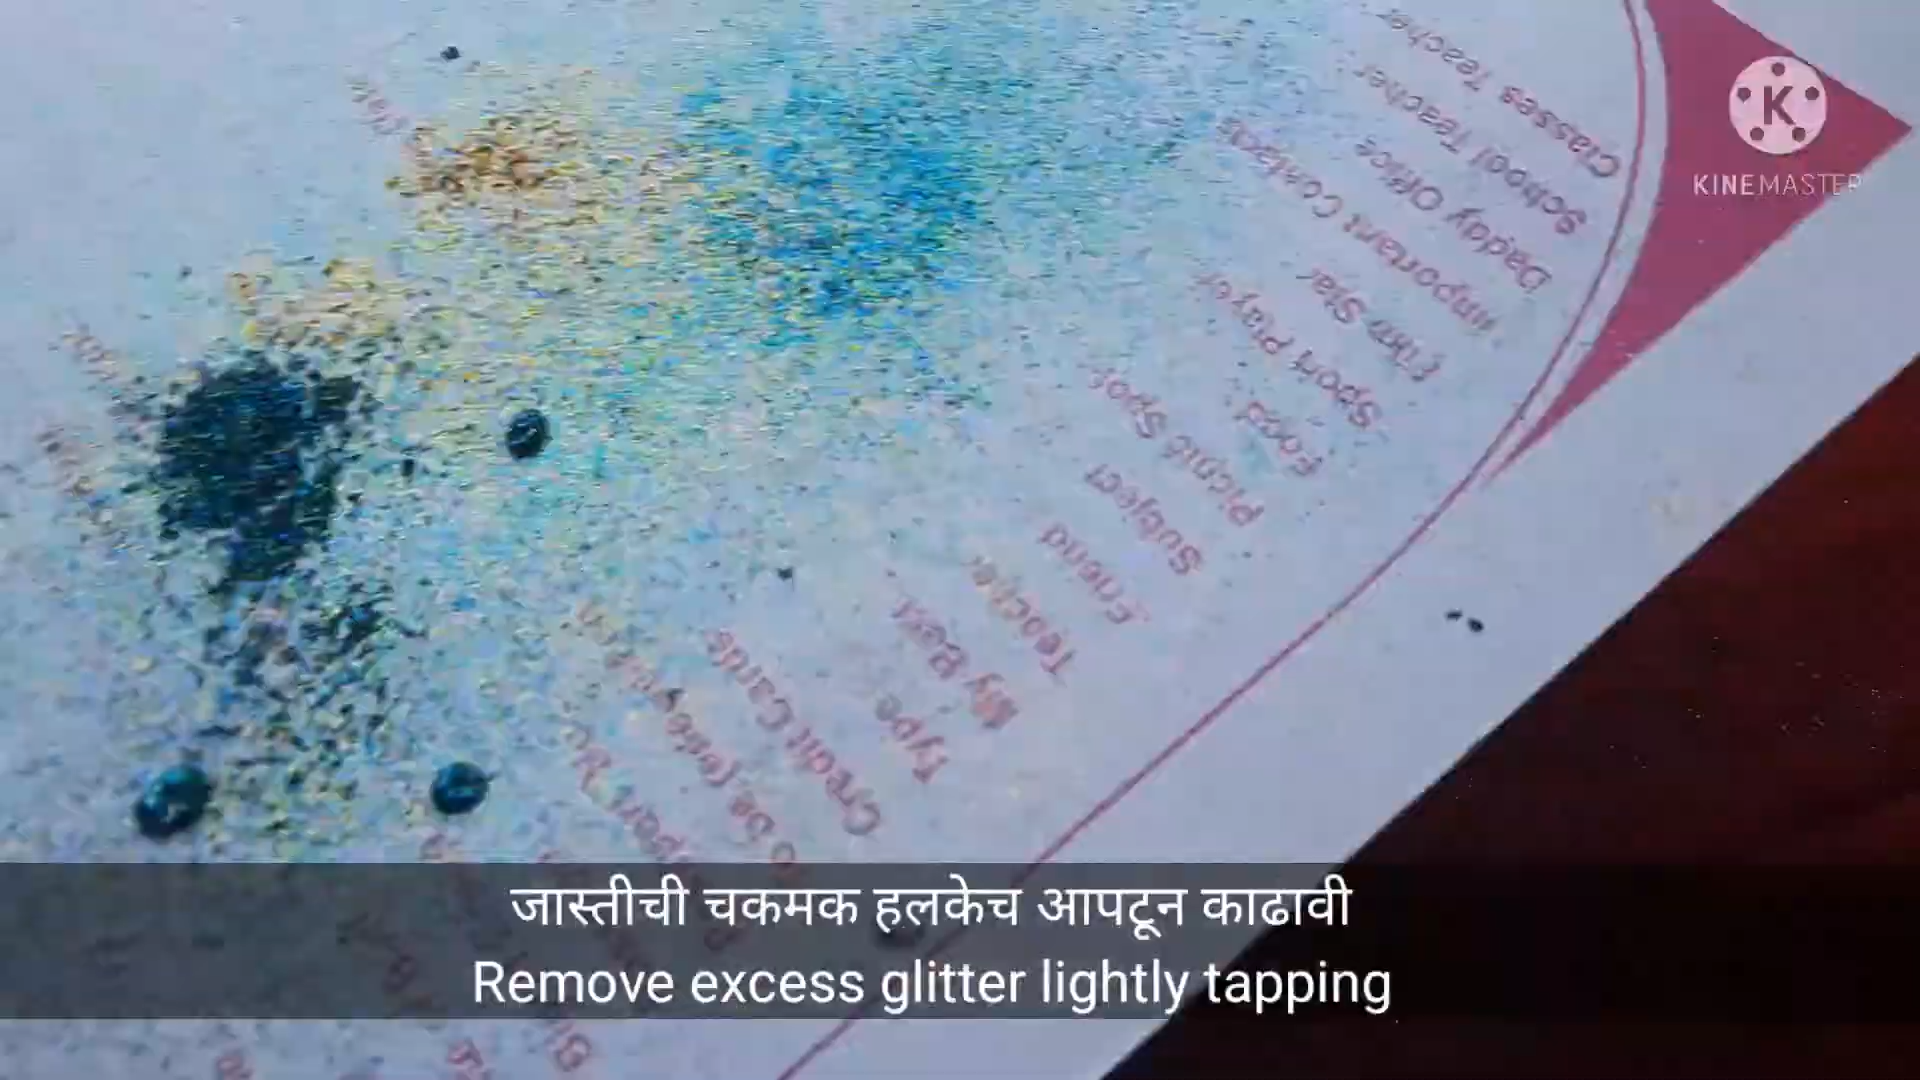 KINEMASTER
Classes Teacher
School Teacher
Daddy Office
Important Contacts
Film Star
Sport Player
Food
Picnic Spot
Subject
Friend
Teacher
My Best
Type
Credit Cards
जास्तीची चकमक हलकेच आपटून काढावी
Remove excess glitter lightly tapping